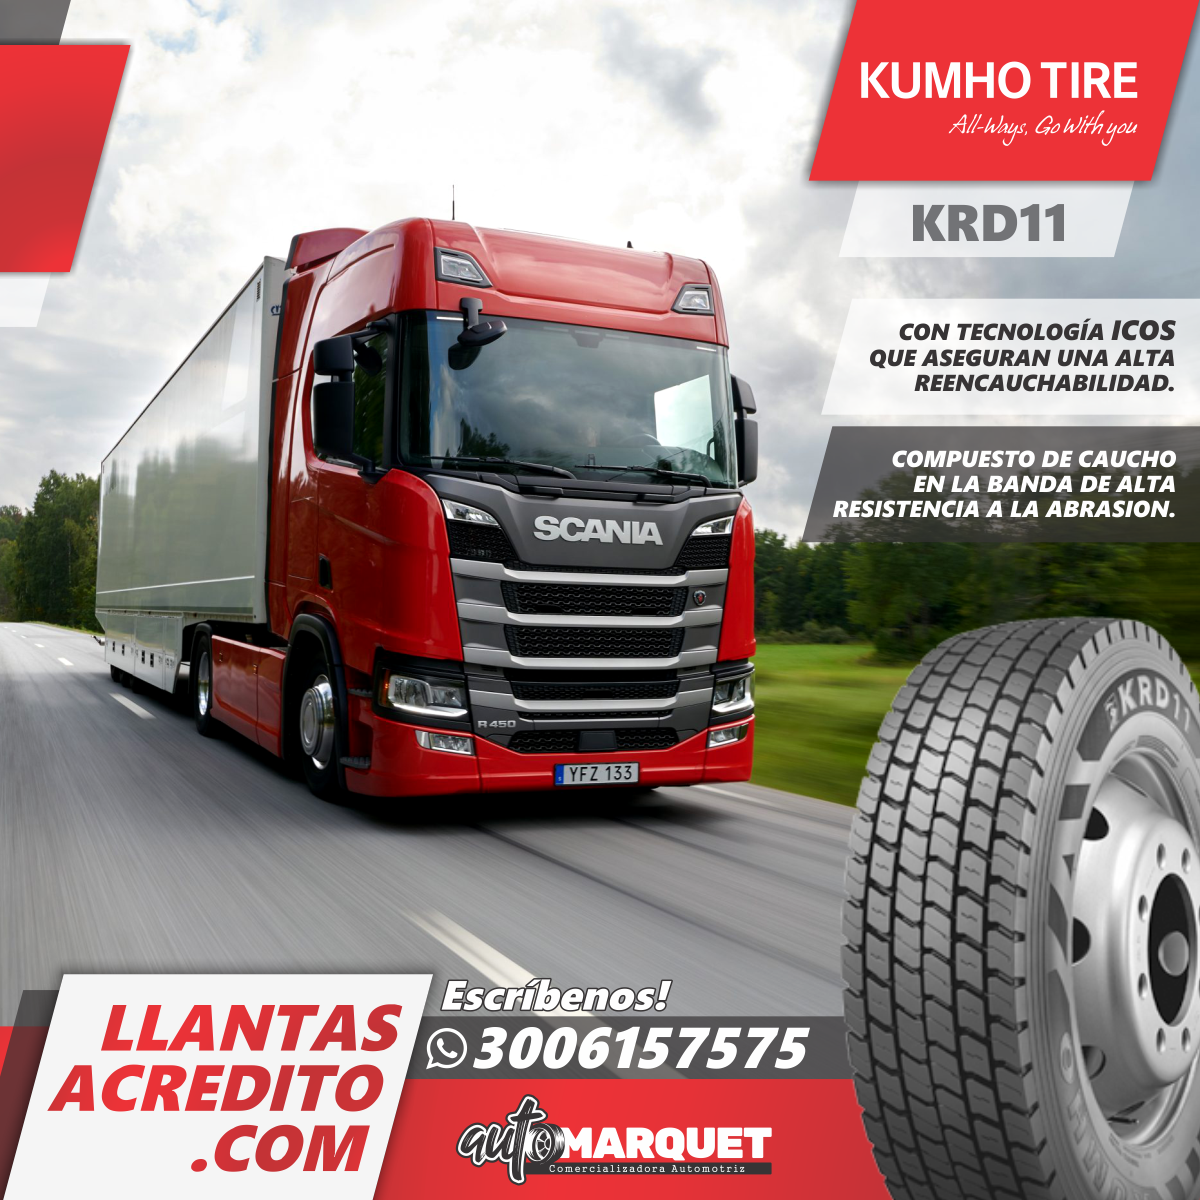 KUMHO TIRE
All-Ways, Go With you
KRD11
CON TECNOLOGÍA ICOS
QUE ASEGURAN UNA ALTA
REENCAUCHABILIDAD.
COMPUESTO DE CAUCHO
EN LA BANDA DE ALTA
RESISTENCIA A LA ABRASION.
SCANIA
R 450
YFZ 133
KRD11
Escríbenos!
3006157575
LLANTAS
ACREDITO
.COM
autoMARQUET
Comercializadora Automotriz